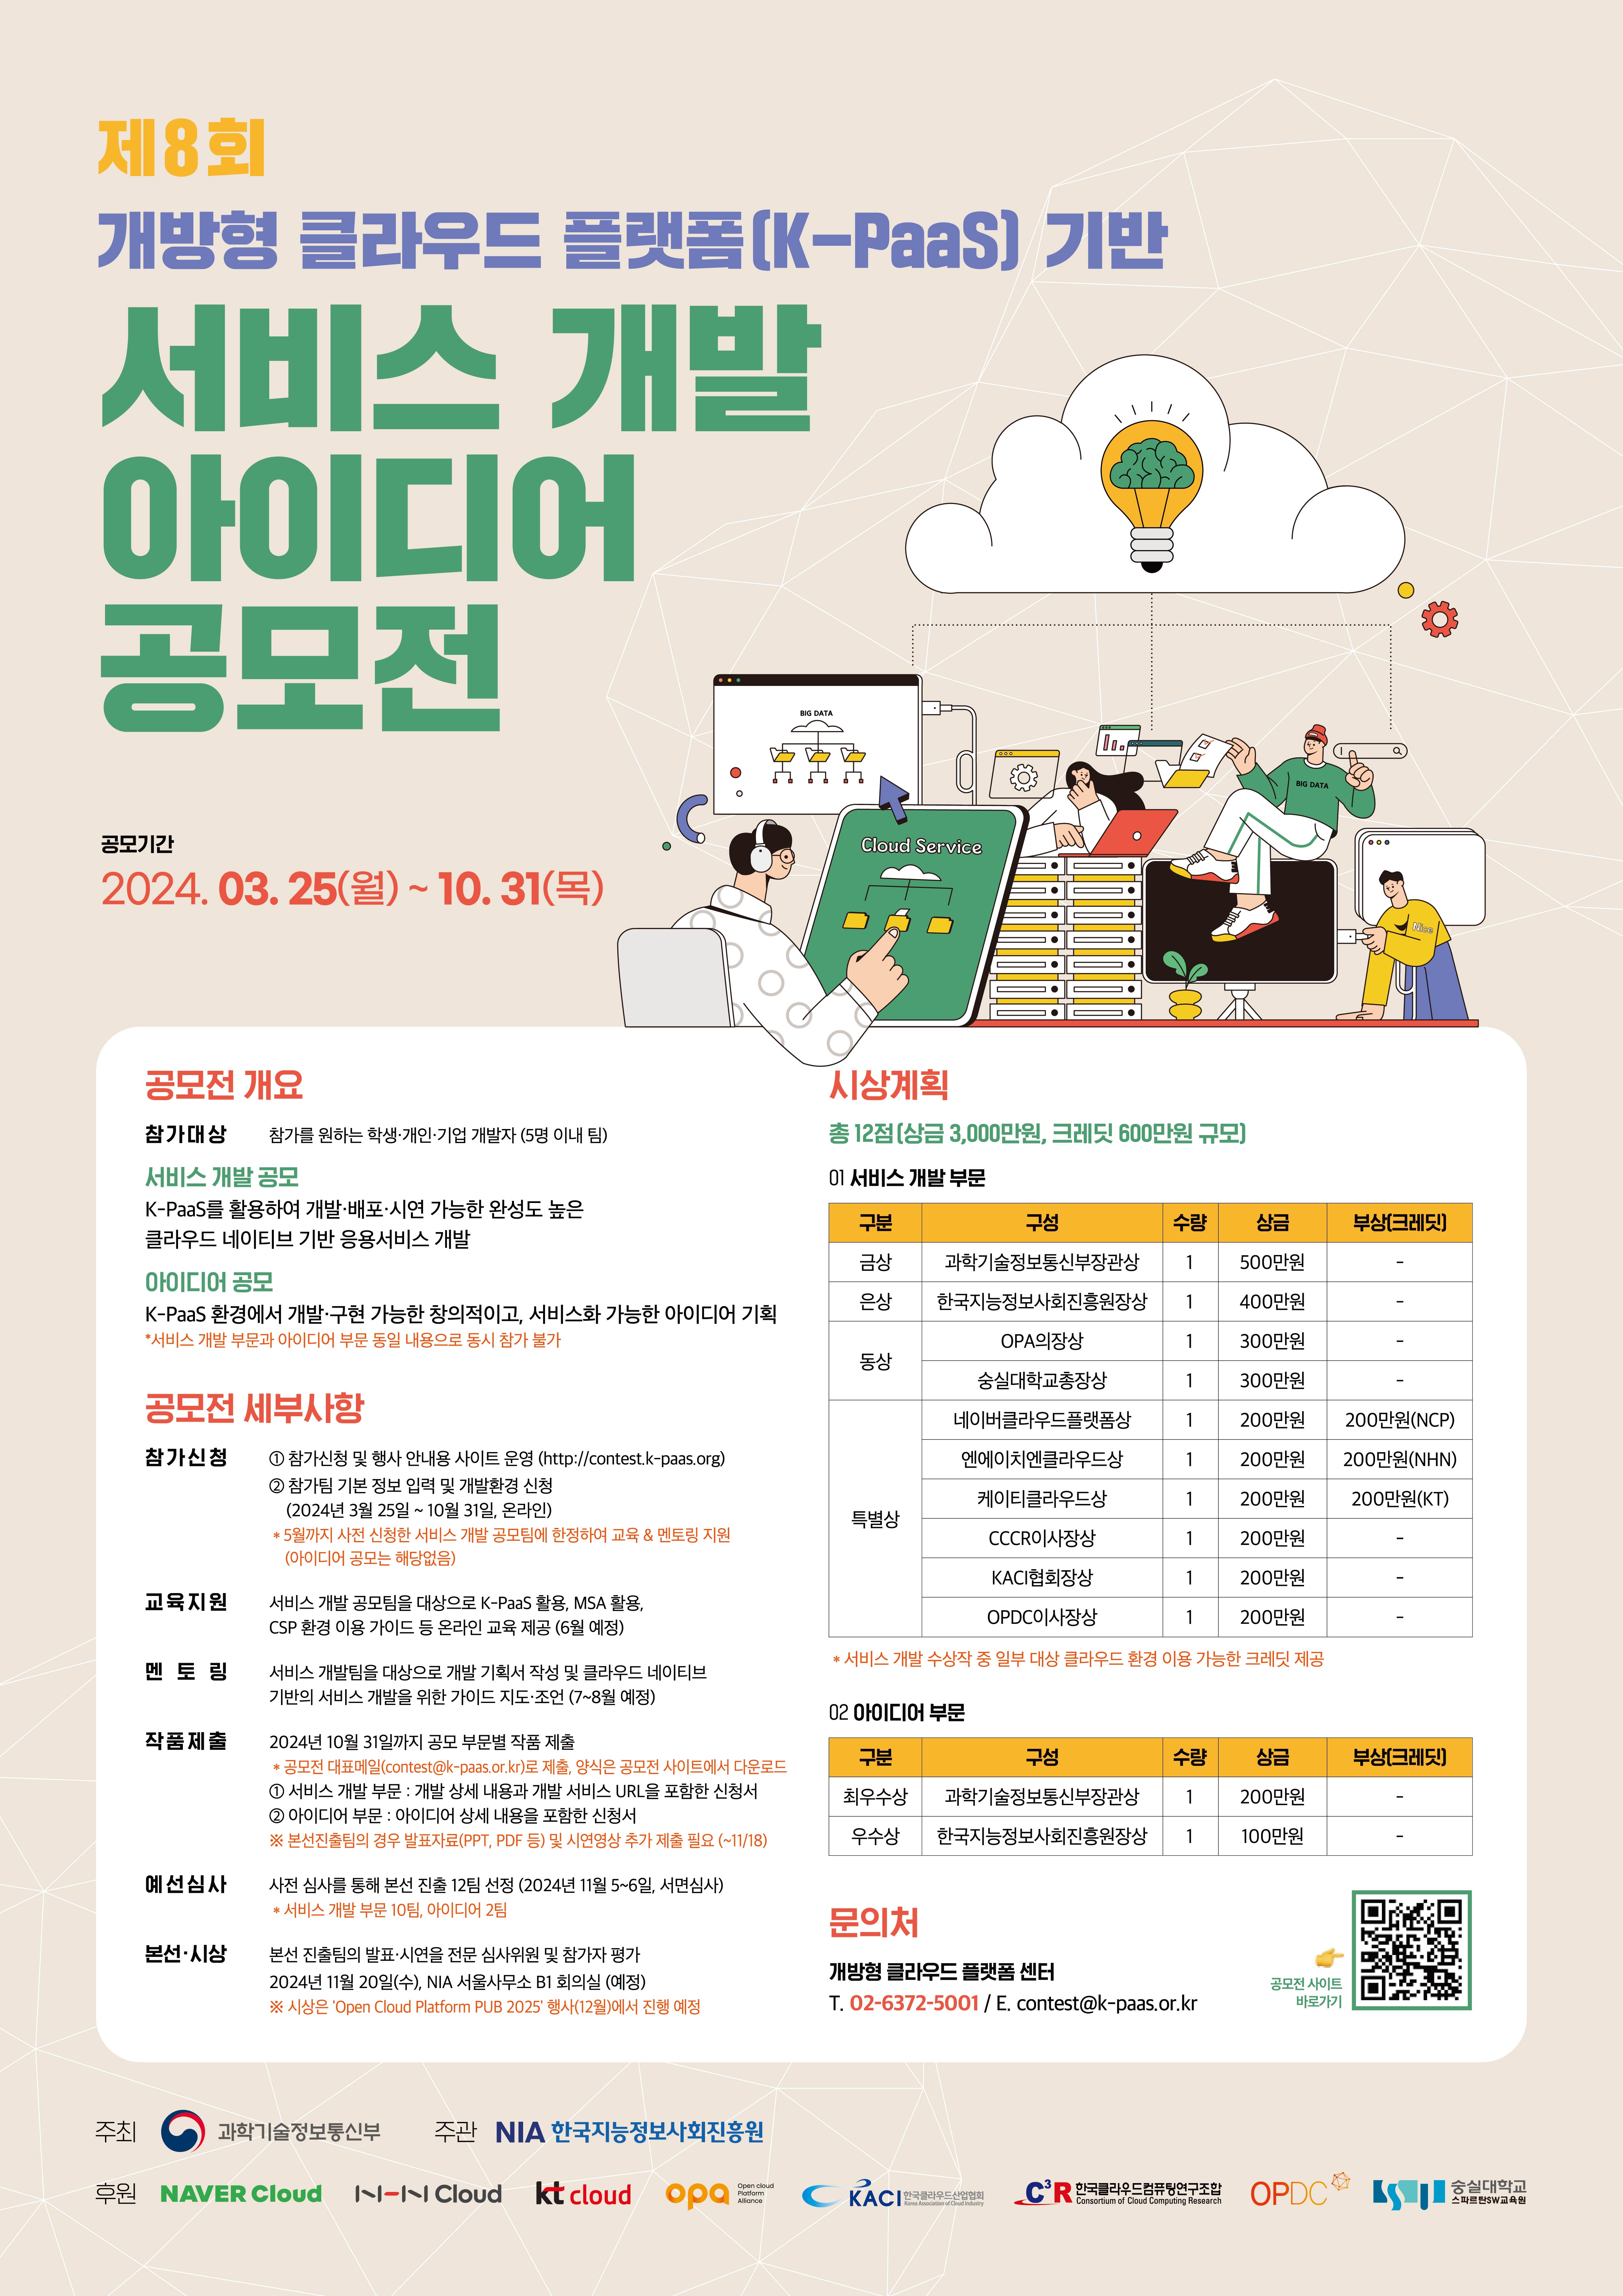 제8회
개방형 클라우드 플랫폼(K-PaaS) 기반
서비스 개발
아이디어
공모전
공모기간
2024. 03. 25(월) ~ 10. 31(목)
BIG DATA
Cloud Service
BIG DATA
Nice
공모전 개요
참가대상 참가를 원하는 학생·개인·기업 개발자 (5명 이내 팀)
서비스 개발 공모
K-PaaS를 활용하여 개발·배포·시연 가능한 완성도 높은
클라우드 네이티브 기반 응용서비스 개발
아이디어 공모
K-PaaS 환경에서 개발·구현 가능한 창의적이고, 서비스화 가능한 아이디어 기획
*서비스 개발 부문과 아이디어 부문 동일 내용으로 동시 참가 불가
공모전 세부사항
참가신청 ① 참가신청 및 행사 안내용 사이트 운영 (http://contest.k-paas.org)
② 참가팀 기본 정보 입력 및 개발환경 신청
(2024년 3월 25일 ~ 10월 31일, 온라인)
* 5월까지 사전 신청한 서비스 개발 공모팀에 한정하여 교육 & 멘토링 지원
(아이디어 공모는 해당없음)
교육지원 서비스 개발 공모팀을 대상으로 K-PaaS 활용, MSA 활용,
CSP 환경 이용 가이드 등 온라인 교육 제공 (6월 예정)
멘 토 링 서비스 개발팀을 대상으로 개발 기획서 작성 및 클라우드 네이티브
기반의 서비스 개발을 위한 가이드 지도·조언 (7~8월 예정)
작품제출 2024년 10월 31일까지 공모 부문별 작품 제출
* 공모전 대표메일(contest@k-paas.or.kr)로 제출, 양식은 공모전 사이트에서 다운로드
① 서비스 개발 부문 : 개발 상세 내용과 개발 서비스 URL을 포함한 신청서
② 아이디어 부문 : 아이디어 상세 내용을 포함한 신청서
※ 본선진출팀의 경우 발표자료(PPT, PDF 등) 및 시연영상 추가 제출 필요 (~11/18)
예선심사 사전 심사를 통해 본선 진출 12팀 선정 (2024년 11월 5~6일, 서면심사)
* 서비스 개발 부문 10팀, 아이디어 2팀
본선·시상 본선 진출팀의 발표·시연을 전문 심사위원 및 참가자 평가
2024년 11월 20일(수), NIA 서울사무소 B1 회의실 (예정)
※ 시상은 'Open Cloud Platform PUB 2025' 행사(12월)에서 진행 예정
시상계획
총 12점 (상금 3,000만원, 크레딧 600만원 규모)
01 서비스 개발 부문
구분 구성 수량 상금 부상(크레딧)
금상 과학기술정보통신부장관상 1 500만원 -
은상 한국지능정보사회진흥원장상 1 400만원 -
동상 OPA의장상 1 300만원 -
숭실대학교총장상 1 300만원 -
특별상 네이버클라우드플랫폼상 1 200만원 200만원(NCP)
엔에이치엔클라우드상 1 200만원 200만원(NHN)
케이티클라우드상 1 200만원 200만원(KT)
CCCR이사장상 1 200만원 -
KACI협회장상 1 200만원 -
OPDC이사장상 1 200만원 -
* 서비스 개발 수상작 중 일부 대상 클라우드 환경 이용 가능한 크레딧 제공
02 아이디어 부문
구분 구성 수량 상금 부상(크레딧)
최우수상 과학기술정보통신부장관상 1 200만원 -
우수상 한국지능정보사회진흥원장상 1 100만원 -
문의처
개방형 클라우드 플랫폼 센터
T. 02-6372-5001 / E. contest@k-paas.or.kr
공모전 사이트
바로가기
주최 과학기술정보통신부 주관 NIA 한국지능정보사회진흥원
후원 NAVER Cloud NHN Cloud kt cloud opa Open cloud Platform Alliance KACI 한국클라우드산업협회 Korea Association of Cloud Industry C3R 한국클라우드컴퓨팅연구조합 Consortium of Cloud Computing Research OPDC 숭실대학교 스파르탄SW교육원